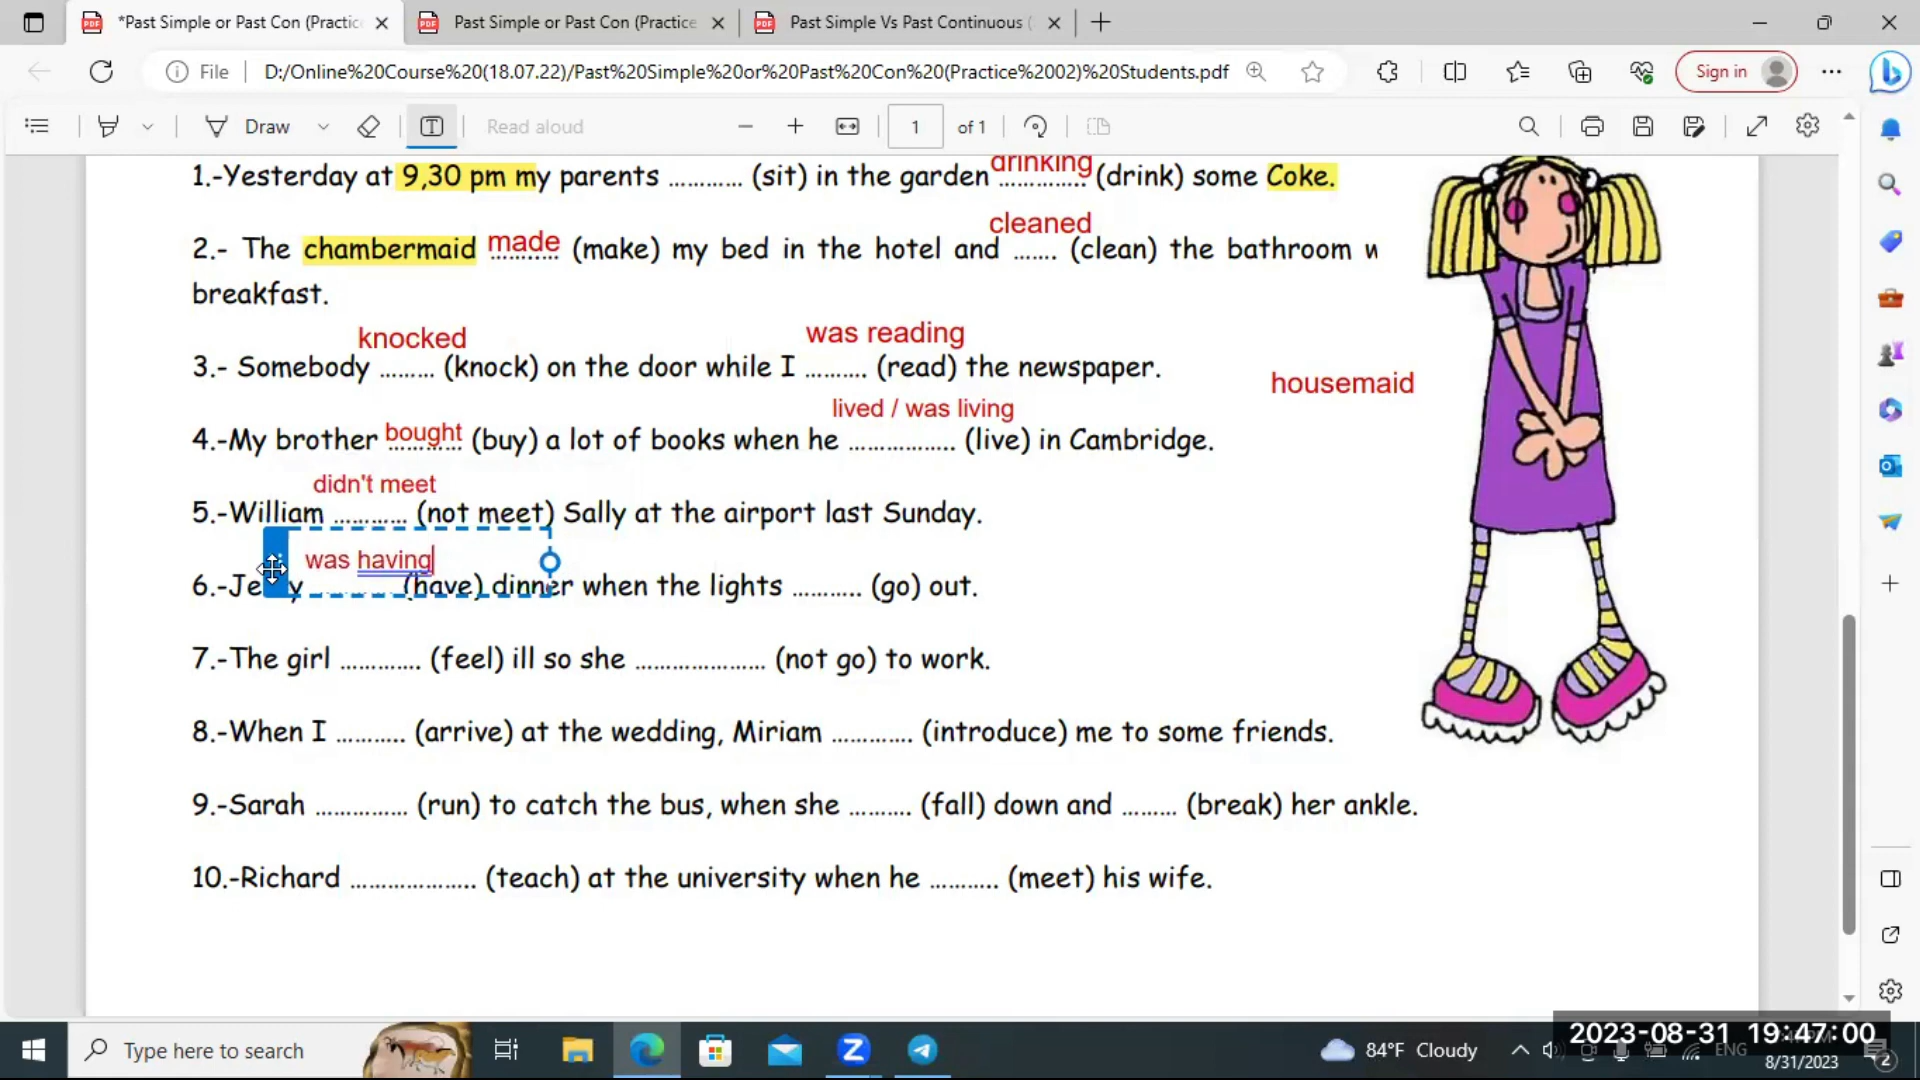 *Past Simple or Past Con (Practic
Past Simple or Past Con (Practice
Past Simple Vs Past Continuous (
File
D:/Online%20Course%20(18.07.22)/Past%20Simple%20or%20Past%20Con%20(Practice%2002)%20Students.pdf
Sign in
Draw
Read aloud
1
of 1
drinking
1.-Yesterday at 9,30 pm my parents ………… (sit) in the garden ………….. (drink) some Coke.
cleaned
2.- The chambermaid made ………. (make) my bed in the hotel and ……. (clean) the bathroom w
breakfast.
knocked
was reading
3.- Somebody ……… (knock) on the door while I ………. (read) the newspaper.
housemaid
lived / was living
4.-My brother bought ………… (buy) a lot of books when he …………….. (live) in Cambridge.
didn't meet
5.-William ………… (not meet) Sally at the airport last Sunday.
was having
6.-Je y (have) dinner when the lights ……….. (go) out.
7.-The girl …………. (feel) ill so she ………………… (not go) to work.
8.-When I ……….. (arrive) at the wedding, Miriam …………. (introduce) me to some friends.
9.-Sarah …………… (run) to catch the bus, when she ………. (fall) down and ……… (break) her ankle.
10.-Richard ……………….. (teach) at the university when he ……….. (meet) his wife.
Type here to search
84°F Cloudy
ENG
2023-08-31 19:47:00
8/31/2023
2